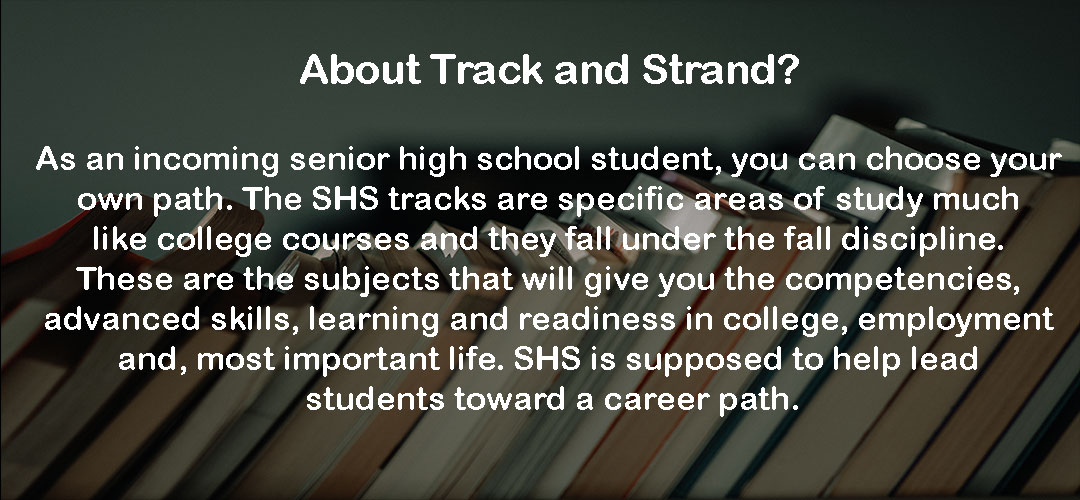 About Track and Strand?
As an incoming senior high school student, you can choose your
own path. The SHS tracks are specific areas of study much
like college courses and they fall under the fall discipline.
These are the subjects that will give you the competencies,
advanced skills, learning and readiness in college, employment
and, most important life. SHS is supposed to help lead
students toward a career path.